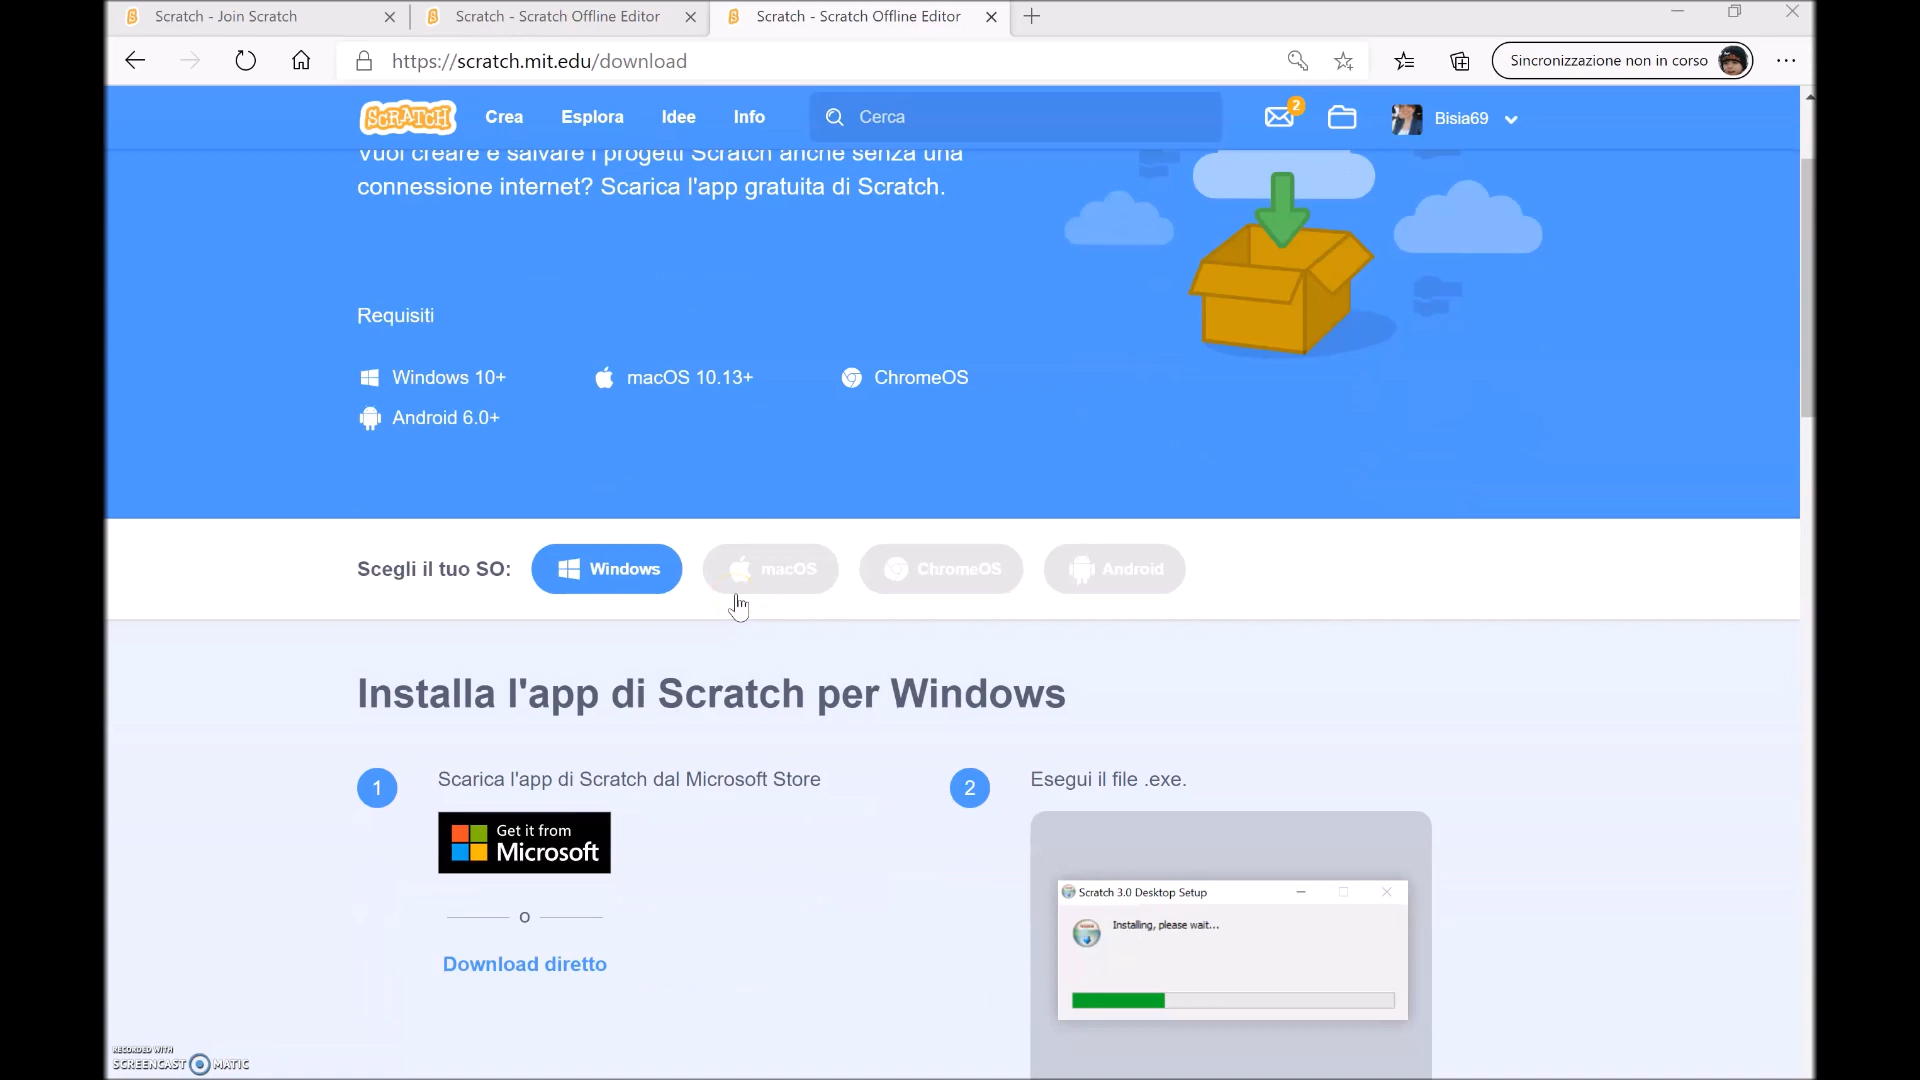 Scratch - Join Scratch
Scratch - Scratch Offline Editor
Scratch - Scratch Offline Editor
https://scratch.mit.edu/download
Sincronizzazione non in corso
SCRATCH
Crea
Esplora
Idee
Info
Cerca
2
Bisia69
Vuoi creare e salvare i progetti Scratch anche senza una
connessione internet? Scarica l'app gratuita di Scratch.
Requisiti
Windows 10+
macOS 10.13+
ChromeOS
Android 6.0+
Scegli il tuo SO:
Windows
macOS
ChromeOS
Android
Installa l'app di Scratch per Windows
1
Scarica l'app di Scratch dal Microsoft Store
Get it from
Microsoft
o
Download diretto
2
Esegui il file .exe.
Scratch 3.0 Desktop Setup
Installing, please wait...
RECORDED WITH
SCREENCAST MATIC